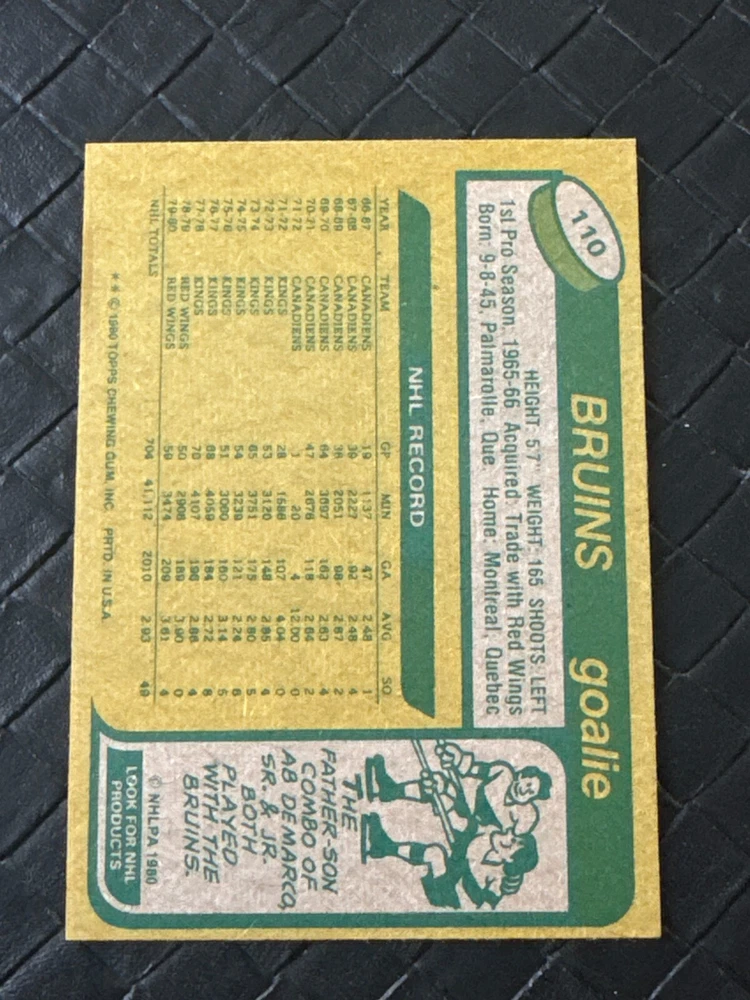 110
BRUINS goalie
HEIGHT: 5'7" WEIGHT: 165 SHOOTS: LEFT
1st Pro Season: 1965-66 Acquired: Trade with Red Wings
Born: 9-8-45, Palmarolle, Que. Home: Montreal, Quebec
NHL RECORD
YEAR TEAM GP MIN GA AVG SO
66-67 CANADIENS 19 1137 47 2.48 1
67-68 CANADIENS 39 2227 92 2.48 4
68-69 CANADIENS 36 2051 98 2.87 2
69-70 CANADIENS 64 3697 162 2.63 4
70-71 CANADIENS 47 2676 118 2.64 2
71-72 CANADIENS 1 20 4 12.00 0
71-72 KINGS 28 1586 107 4.04 0
72-73 KINGS 53 3120 148 2.85 4
73-74 KINGS 65 3751 175 2.80 5
74-75 KINGS 54 3239 121 2.24 6
75-76 KINGS 51 3060 160 3.14 5
76-77 KINGS 68 4059 184 2.72 8
77-78 KINGS 70 4107 196 2.86 4
78-79 RED WINGS 50 2908 189 3.90 0
79-80 RED WINGS 59 3474 209 3.61 4
NHL TOTALS 704 41,112 2010 2.93 49
** © 1980 TOPPS CHEWING GUM, INC. PRTD. IN U.S.A.
THE
FATHER-SON
COMBO OF
AB DEMARCO,
SR. & JR.
BOTH
PLAYED
WITH THE
BRUINS.
© NHLPA 1980
LOOK FOR NHL
PRODUCTS